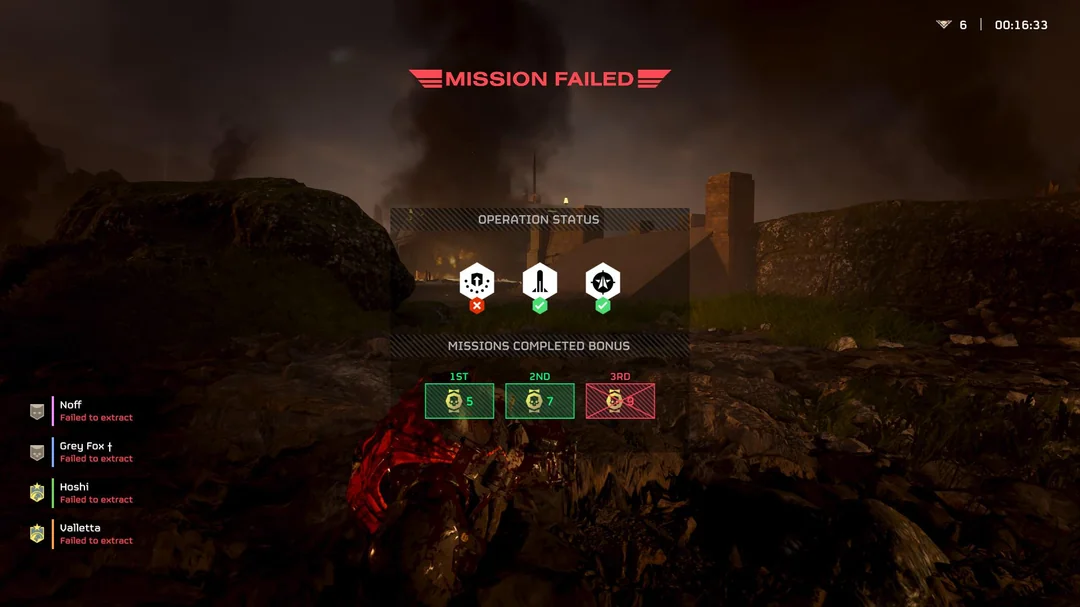 6 | 00:16:33
MISSION FAILED
OPERATION STATUS
MISSIONS COMPLETED BONUS
1ST 2ND 3RD
5 7 9
Noff
Failed to extract
Grey Fox †
Failed to extract
Hoshi
Failed to extract
Valletta
Failed to extract